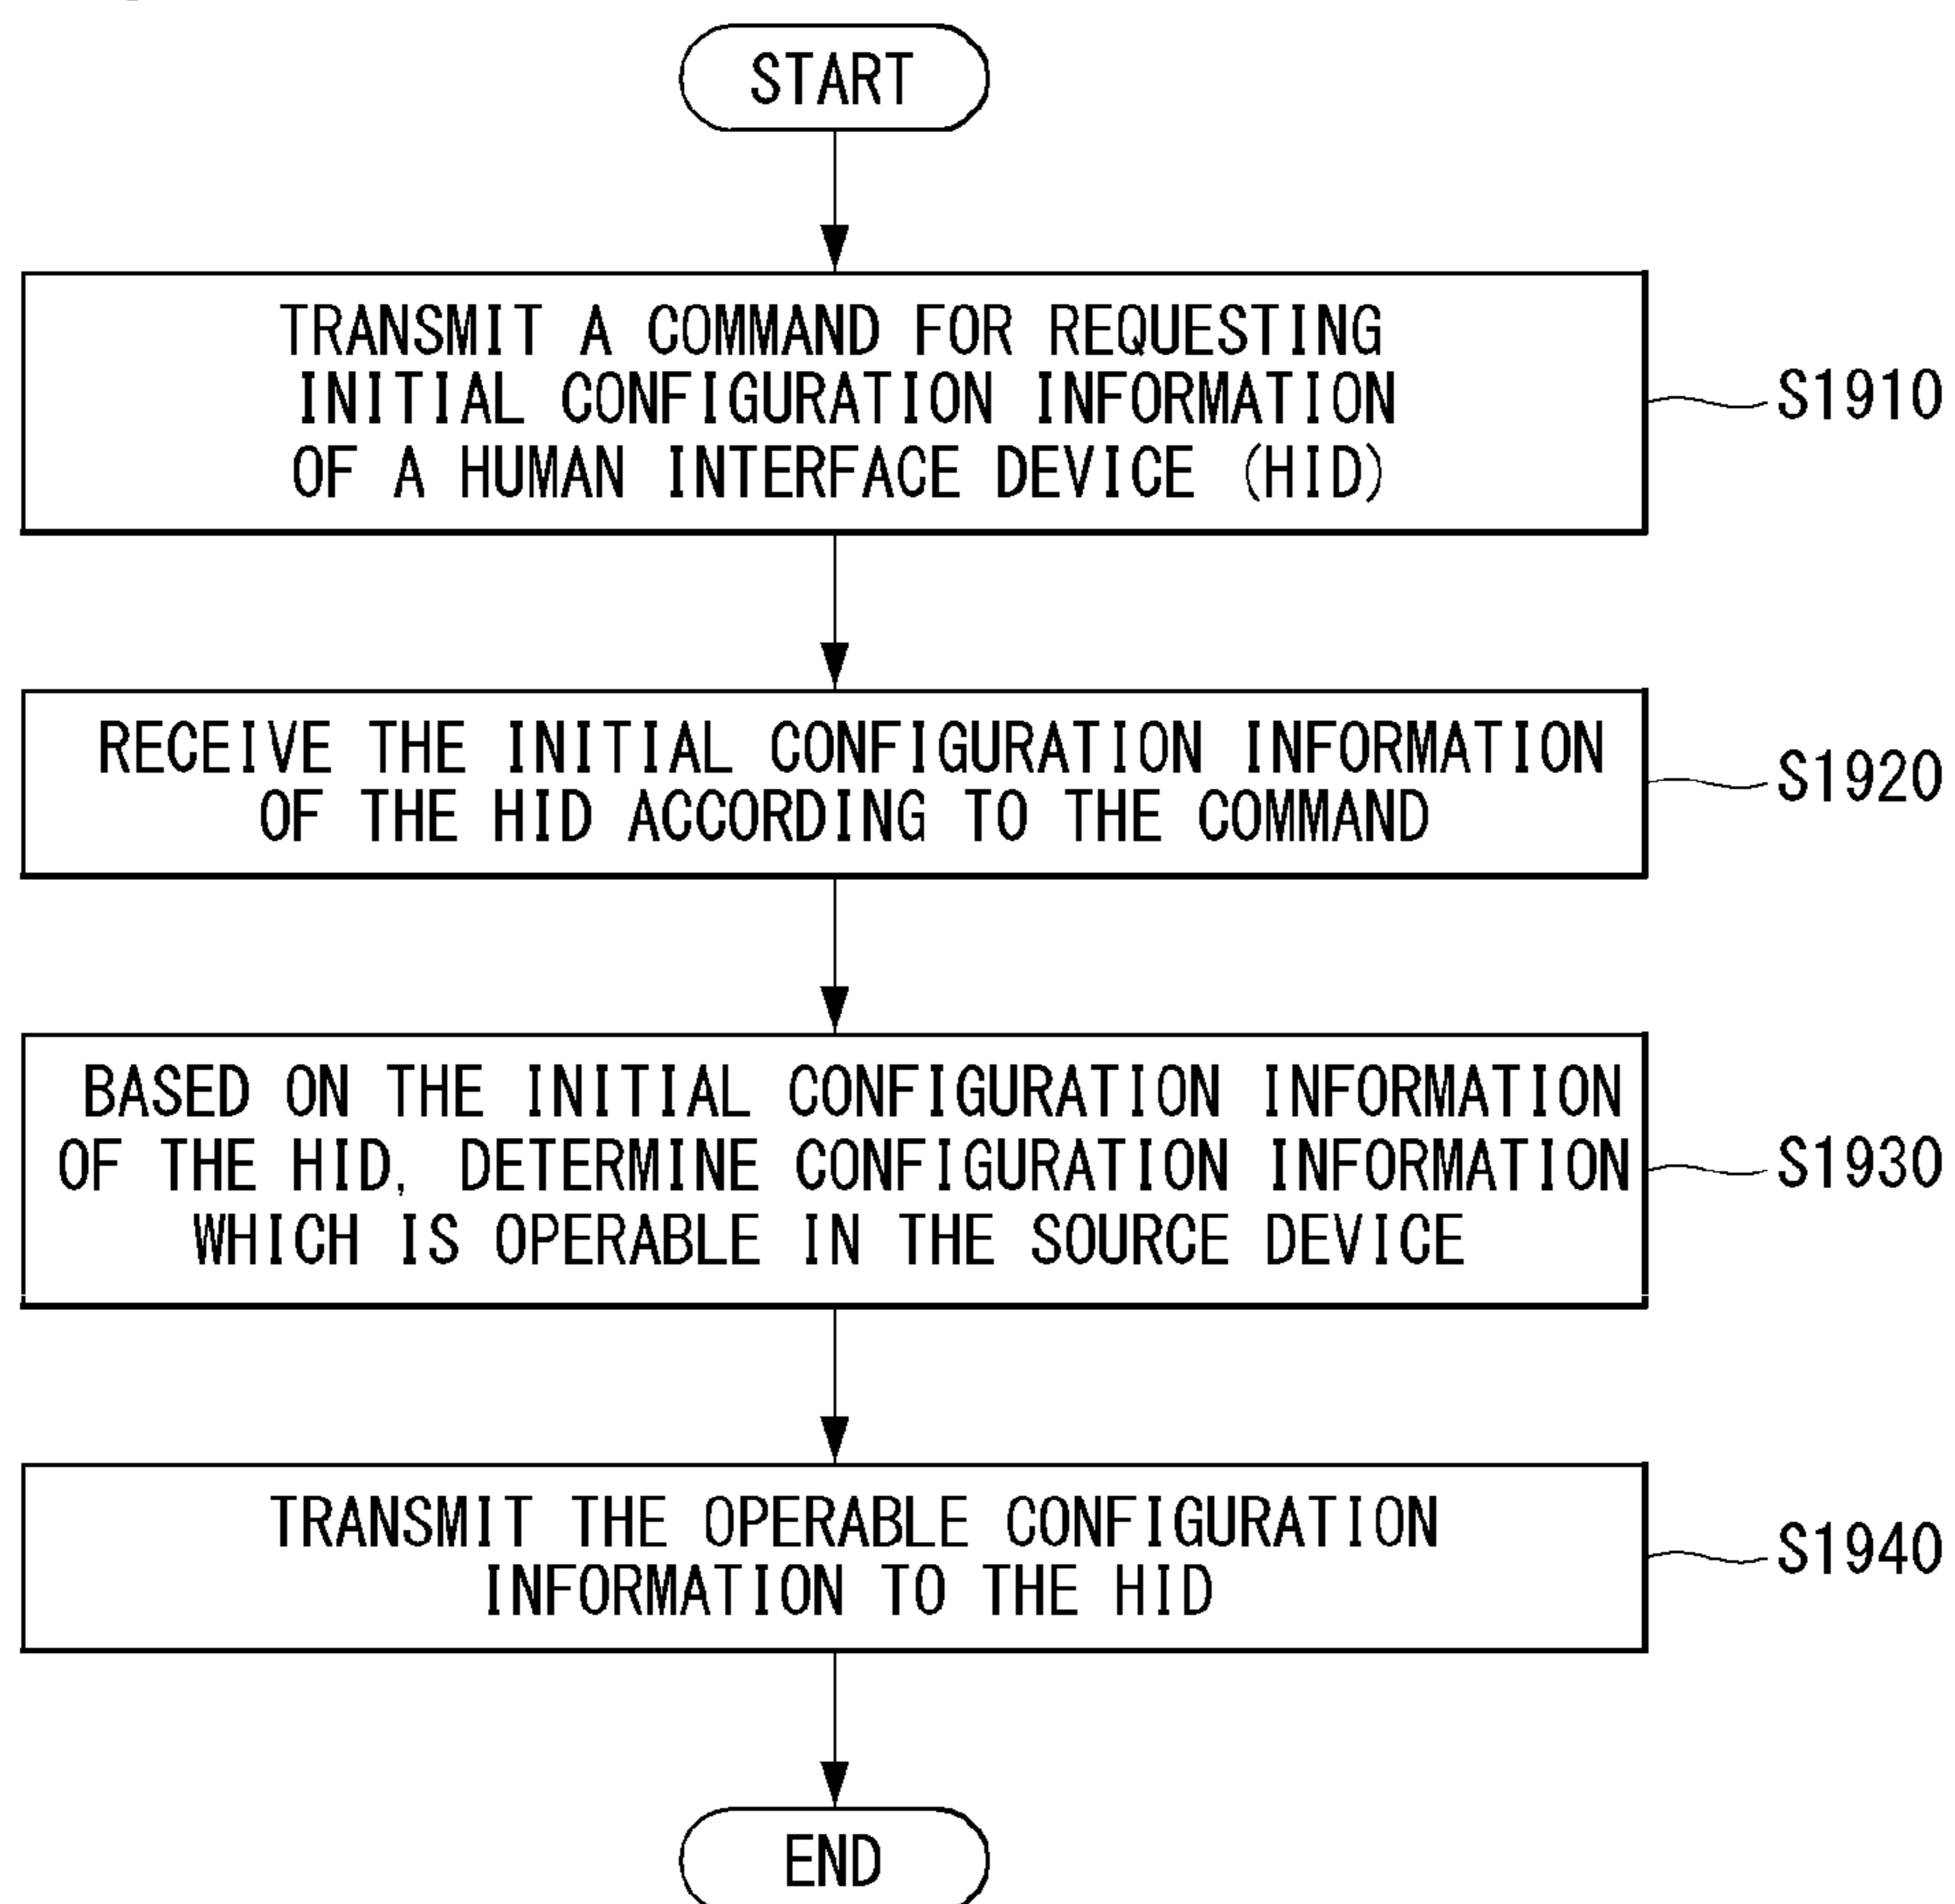 START
TRANSMIT A COMMAND FOR REQUESTING
INITIAL CONFIGURATION INFORMATION
OF A HUMAN INTERFACE DEVICE (HID)
S1910
RECEIVE THE INITIAL CONFIGURATION INFORMATION
OF THE HID ACCORDING TO THE COMMAND
S1920
BASED ON THE INITIAL CONFIGURATION INFORMATION
OF THE HID, DETERMINE CONFIGURATION INFORMATION
WHICH IS OPERABLE IN THE SOURCE DEVICE
S1930
TRANSMIT THE OPERABLE CONFIGURATION
INFORMATION TO THE HID
S1940
END